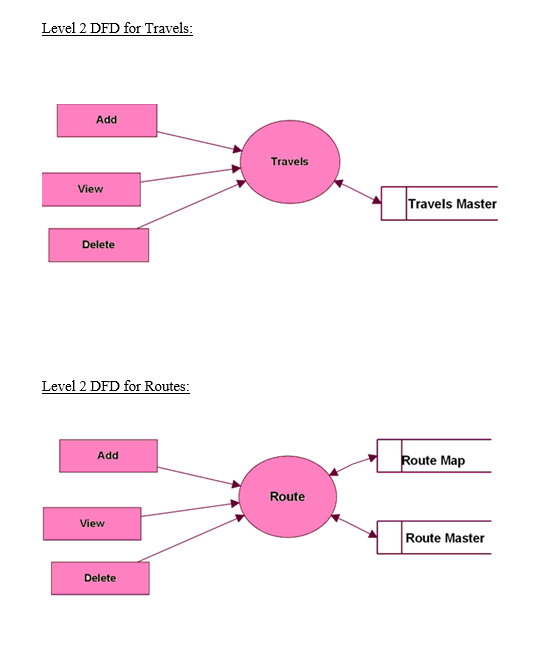 Level 2 DFD for Travels:
Add
Travels
View
Travels Master
Delete
Level 2 DFD for Routes:
Add
Route Map
Route
View
Route Master
Delete